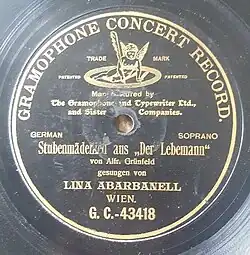 GRAMOPHONE CONCERT RECORD.
TRADE MARK
PATENTED PATENTED
Manufactured by
The Gramophone and Typewriter Ltd.,
and Sister Companies.
GERMAN SOPRANO
Stubenmädellied aus „Der Lebemann“
von Alfr. Grünfeld
gesungen von
LINA ABARBANELL
WIEN.
G. C.-43418